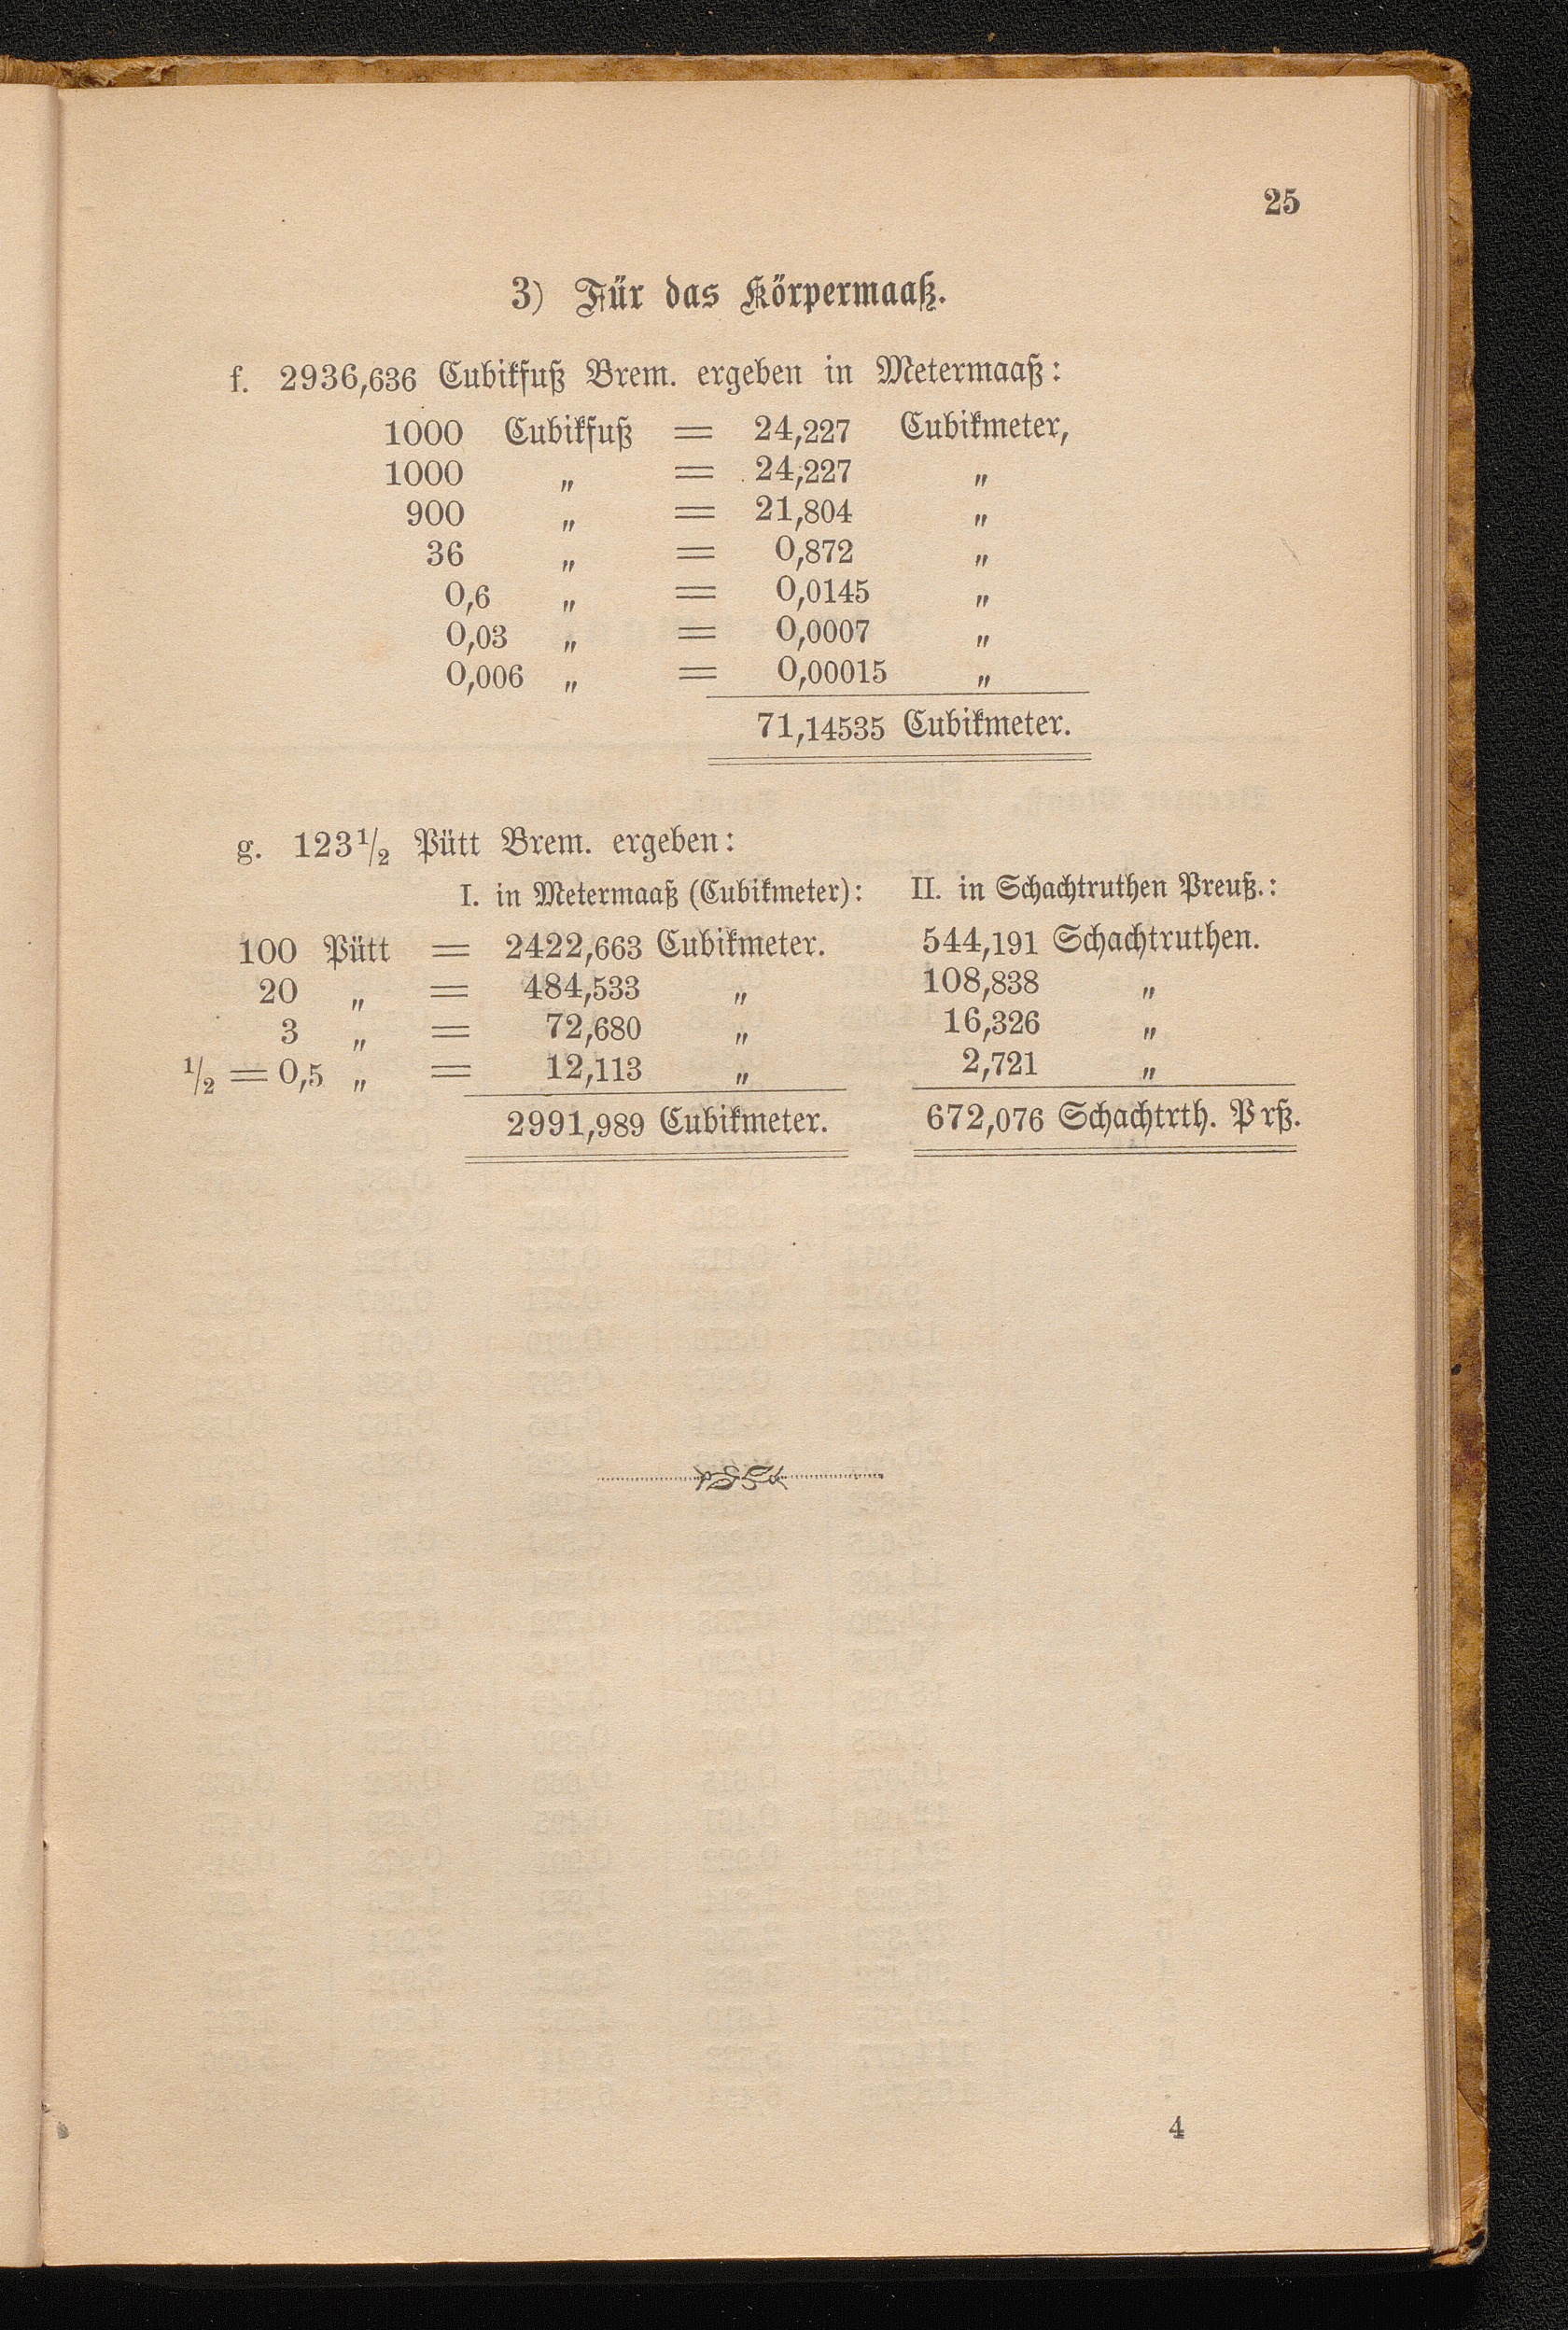 25
3) Für das Körpermaaß.
f. 2936,636 Cubikfuß Brem. ergeben in Metermaaß:
1000 Cubikfuß = 24,227 Cubikmeter,
1000 „ = 24,227 „
900 „ = 21,804 „
36 „ = 0,872 „
0,6 „ = 0,0145 „
0,03 „ = 0,0007 „
0,006 „ = 0,00015 „
71,14535 Cubikmeter.
g. 123 1/2 Pütt Brem. ergeben:
I. in Metermaaß (Cubikmeter): II. in Schachtruthen Preuß.:
100 Pütt = 2422,663 Cubikmeter. 544,191 Schachtruthen.
20 „ = 484,533 „ 108,838 „
3 „ = 72,680 „ 16,326 „
1/2 = 0,5 „ = 12,113 „ 2,721 „
2991,989 Cubikmeter. 672,076 Schachtrth. Prß.
4